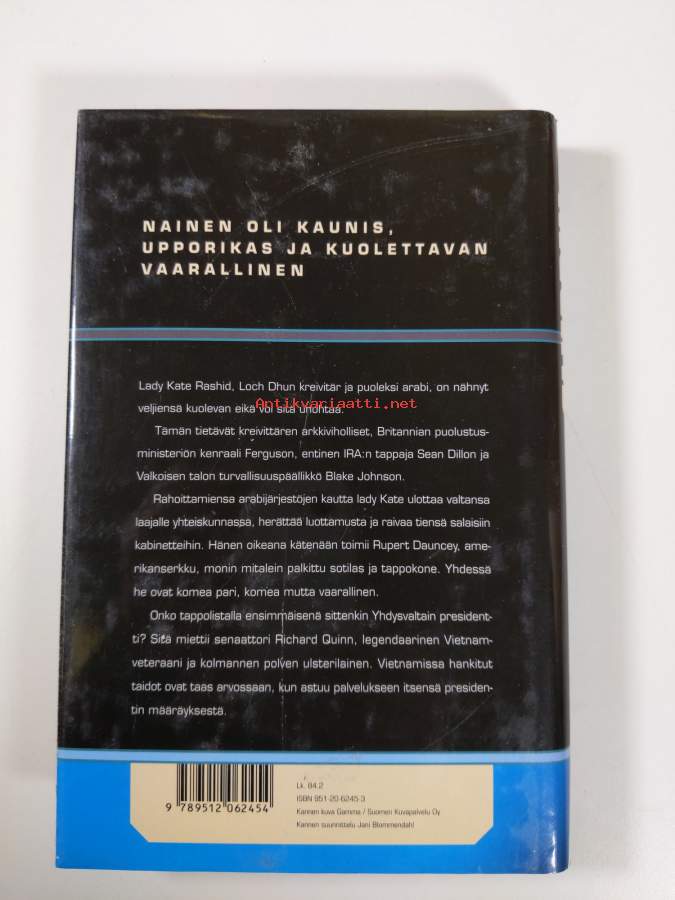 NAINEN OLI KAUNIS,
UPPORIKAS JA KUOLETTAVAN
VAARALLINEN
Lady Kate Rashid, Loch Dhun kreivitär ja puoleksi arabi, on nähnyt
veljiensä kuolevan eikä voi sitä unohtaa.
Antikvariaatti.net
Tämän tietävät kreivittären arkkiviholliset, Britannian puolustus-
ministeriön kenraali Ferguson, entinen IRA:n tappaja Sean Dillon ja
Valkoisen talon turvallisuuspäällikkö Blake Johnson.
Rahoittamiensa arabijärjestöjen kautta lady Kate ulottaa valtansa
laajalle yhteiskunnassa, herättää luottamusta ja raivaa tiensä salaisiin
kabinetteihin. Hänen oikeana kätenään toimii Rupert Dauncey, ame-
rikanserkku, monin mitalein palkittu sotilas ja tappokone. Yhdessä
he ovat komea pari, komea mutta vaarallinen.
Onko tappolistalla ensimmäisenä sittenkin Yhdysvaltain president-
ti? Sitä miettii senaattori Richard Quinn, legendaarinen Vietnam-
veteraani ja kolmannen polven ulsterilainen. Vietnamissa hankitut
taidot ovat taas arvossaan, kun astuu palvelukseen itsensä presiden-
tin määräyksestä.
9 789512 062454
Lk. 84.2
ISBN 951-20-6245-3
Kannen kuva Gamma / Suomen Kuvapalvelu Oy
Kannen suunnittelu Jani Blommendahl